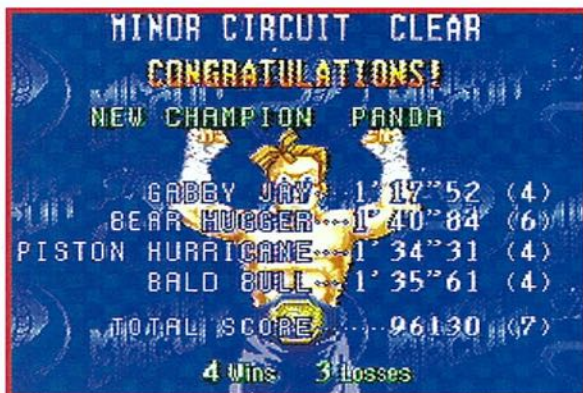 MINOR CIRCUIT CLEAR
CONGRATULATIONS!
NEW CHAMPION PANDA
GABBY JAY...1'17"52 (4)
BEAR HUGGER...1'40"84 (6)
PISTON HURRICANE...1'34"31 (4)
BALD BULL...1'35"61 (4)
TOTAL SCORE......96130 (7)
4 Wins 3 Losses